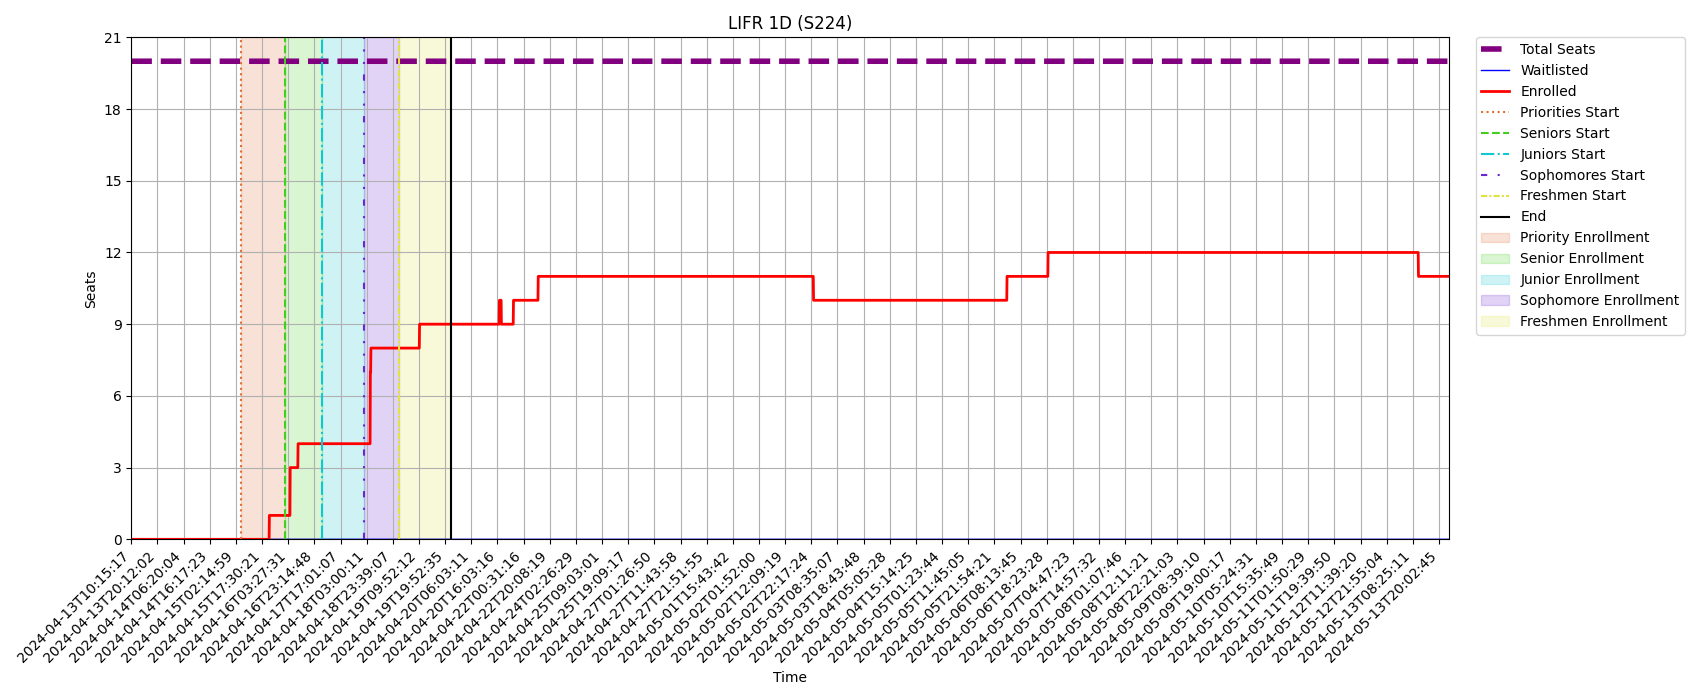 LIFR 1D (S224)
21
18
15
12
9
6
3
0
Seats
2024-04-13T10:15:17
2024-04-13T20:12:02
2024-04-14T06:20:04
2024-04-14T16:17:23
2024-04-15T02:14:59
2024-04-15T17:30:21
2024-04-16T03:27:31
2024-04-16T23:14:48
2024-04-17T17:01:07
2024-04-18T03:00:11
2024-04-18T23:39:07
2024-04-19T09:52:12
2024-04-19T19:52:35
2024-04-20T06:03:11
2024-04-20T16:03:16
2024-04-22T00:31:16
2024-04-22T20:08:19
2024-04-24T02:26:29
2024-04-25T09:03:01
2024-04-25T19:09:17
2024-04-27T01:26:50
2024-04-27T11:43:58
2024-04-27T21:51:55
2024-05-01T15:43:42
2024-05-02T01:52:00
2024-05-02T12:09:19
2024-05-02T22:17:24
2024-05-03T08:35:07
2024-05-03T18:43:48
2024-05-04T05:05:28
2024-05-04T15:14:25
2024-05-05T01:23:44
2024-05-05T11:45:05
2024-05-05T21:54:21
2024-05-06T08:13:45
2024-05-06T18:23:28
2024-05-07T04:47:23
2024-05-07T14:57:32
2024-05-08T01:07:46
2024-05-08T12:11:21
2024-05-08T22:21:03
2024-05-09T08:39:10
2024-05-09T19:00:17
2024-05-10T05:24:31
2024-05-10T15:35:49
2024-05-11T01:50:29
2024-05-11T19:39:50
2024-05-12T11:39:20
2024-05-12T21:55:04
2024-05-13T08:25:11
2024-05-13T20:02:45
Time
Total Seats
Waitlisted
Enrolled
Priorities Start
Seniors Start
Juniors Start
Sophomores Start
Freshmen Start
End
Priority Enrollment
Senior Enrollment
Junior Enrollment
Sophomore Enrollment
Freshmen Enrollment